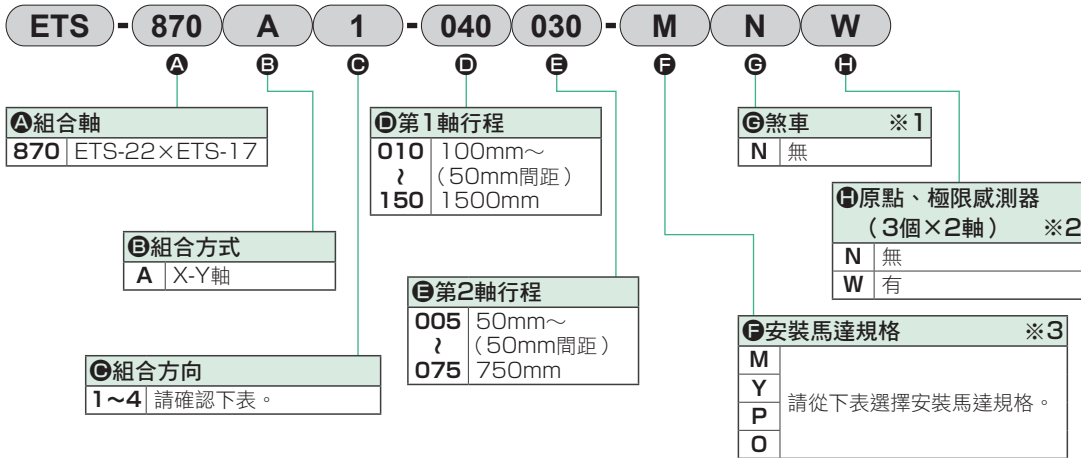 ETS-870A1-040030-MNW
Ⓐ Ⓑ Ⓒ Ⓓ Ⓔ Ⓕ Ⓖ Ⓗ
Ⓐ組合軸
870 ETS-22×ETS-17
Ⓑ組合方式
A X-Y軸
Ⓒ組合方向
1~4 請確認下表。
Ⓓ第1軸行程
010 100mm~
~ (50mm間距)
150 1500mm
Ⓔ第2軸行程
005 50mm~
~ (50mm間距)
075 750mm
Ⓕ安裝馬達規格 ※3
M
Y
P
O
請從下表選擇安裝馬達規格。
Ⓖ煞車 ※1
N 無
Ⓗ原點、極限感測器
(3個×2軸) ※2
N 無
W 有